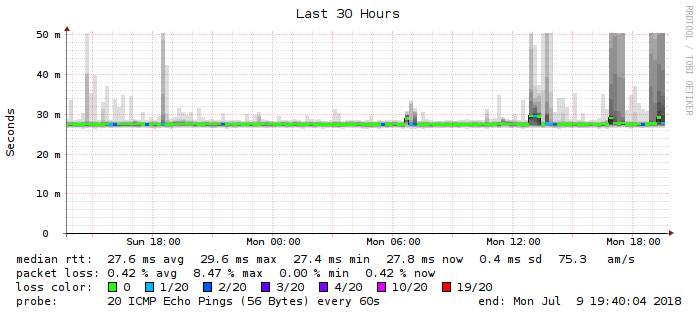 Last 30 Hours
RRDTOOL / TOBI OETIKER
Seconds
50 m
40 m
30 m
20 m
10 m
0
Sun 18:00 Mon 00:00 Mon 06:00 Mon 12:00 Mon 18:00
median rtt: 27.6 ms avg 29.6 ms max 27.4 ms min 27.8 ms now 0.4 ms sd 75.3 am/s
packet loss: 0.42 % avg 8.47 % max 0.00 % min 0.42 % now
loss color: 0 1/20 2/20 3/20 4/20 10/20 19/20
probe: 20 ICMP Echo Pings (56 Bytes) every 60s end: Mon Jul 9 19:40:04 2018